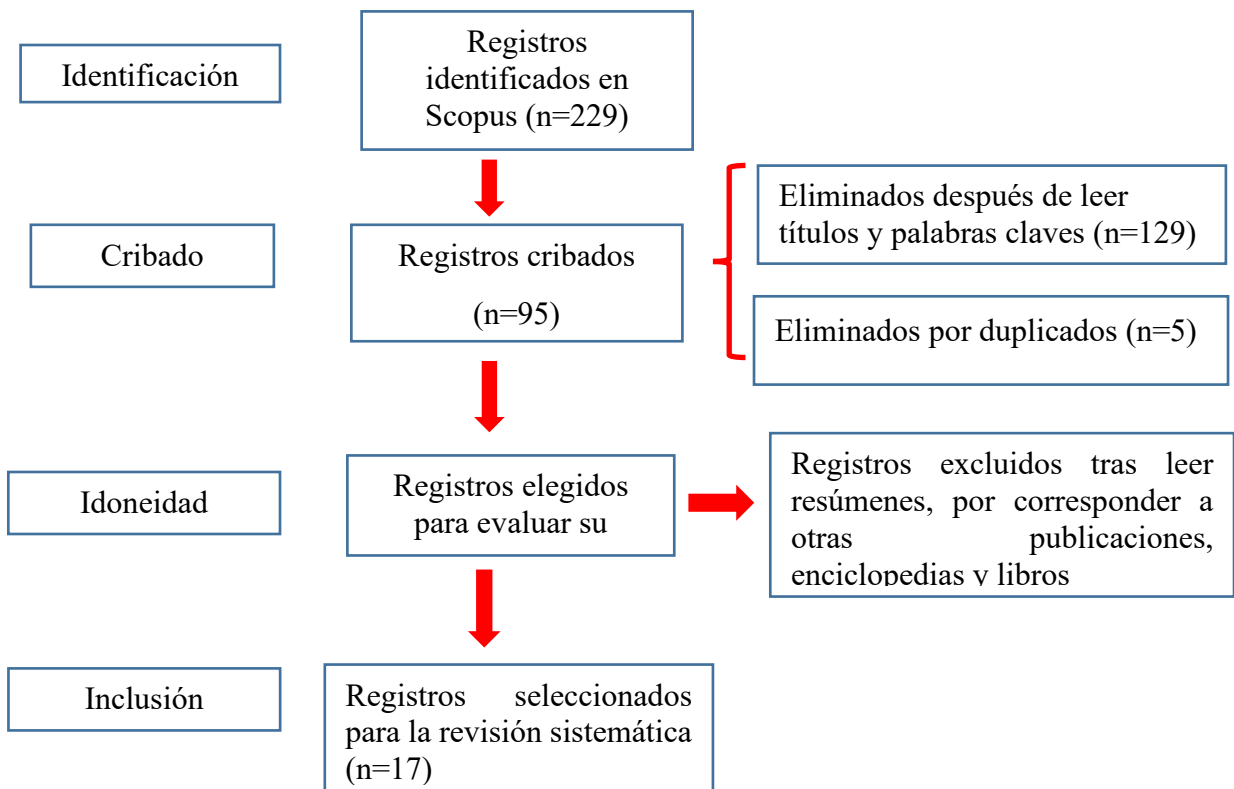 Identificación
Registros
identificados en
Scopus (n=229)
Cribado
Registros cribados
(n=95)
Eliminados después de leer
títulos y palabras claves (n=129)
Eliminados por duplicados (n=5)
Idoneidad
Registros elegidos
para evaluar su
Registros excluidos tras leer
resúmenes, por corresponder a
otras publicaciones,
enciclopedias y libros
Inclusión
Registros seleccionados
para la revisión sistemática
(n=17)